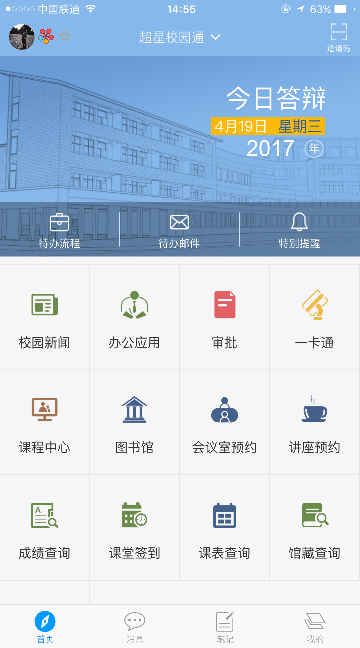 中国联通 14:55 63%
超星校园通
邀请码
今日答辩
4月19日 星期三
2017 年
待办流程 待办邮件 特别提醒
校园新闻 办公应用 审批 一卡通
课程中心 图书馆 会议室预约 讲座预约
成绩查询 课堂签到 课表查询 馆藏查询
首页 消息 笔记 我的